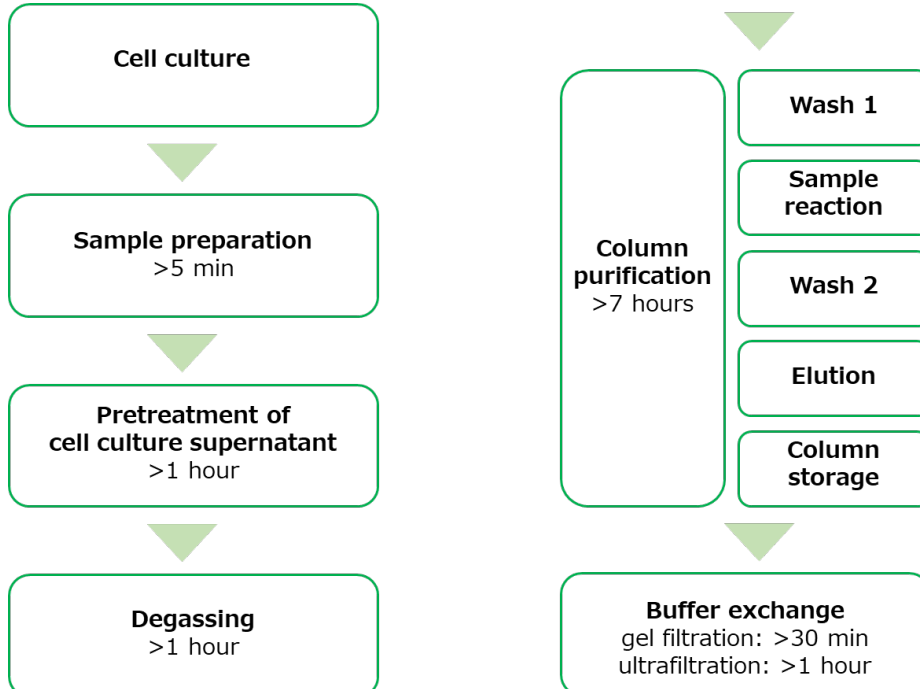 Cell culture
Sample preparation
>5 min
Pretreatment of
cell culture supernatant
>1 hour
Degassing
>1 hour
Column
purification
>7 hours
Wash 1
Sample
reaction
Wash 2
Elution
Column
storage
Buffer exchange
gel filtration: >30 min
ultrafiltration: >1 hour